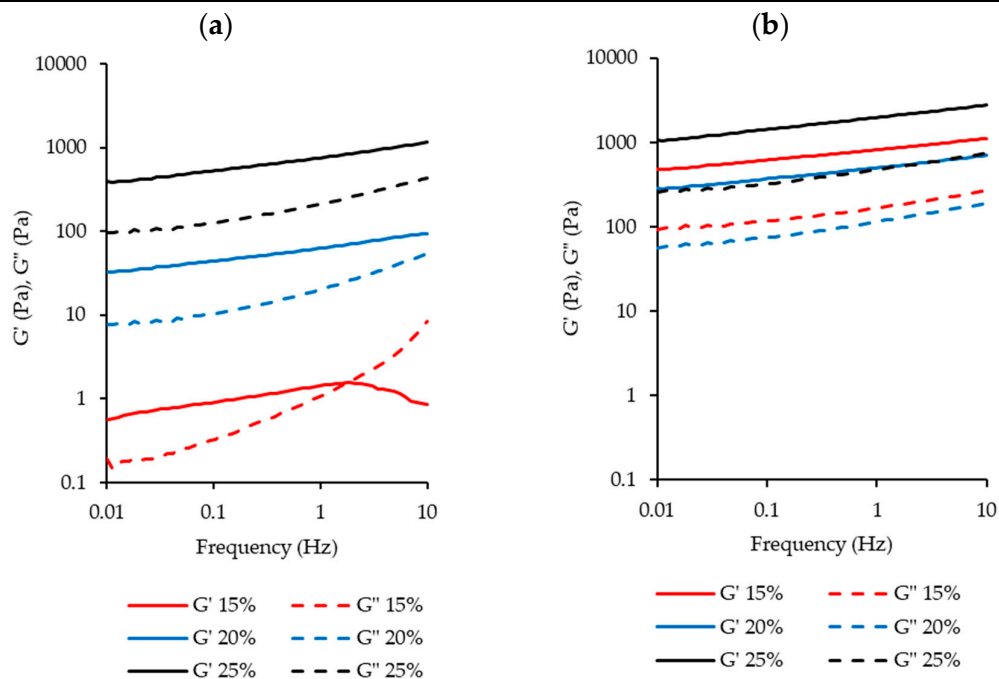 (a)
10000
1000
100
10
1
0.1
G' (Pa), G'' (Pa)
0.01 0.1 1 10
Frequency (Hz)
G' 15% G'' 15%
G' 20% G'' 20%
G' 25% G'' 25%
(b)
10000
1000
100
10
1
0.1
G' (Pa), G'' (Pa)
0.01 0.1 1 10
Frequency (Hz)
G' 15% G'' 15%
G' 20% G'' 20%
G' 25% G'' 25%